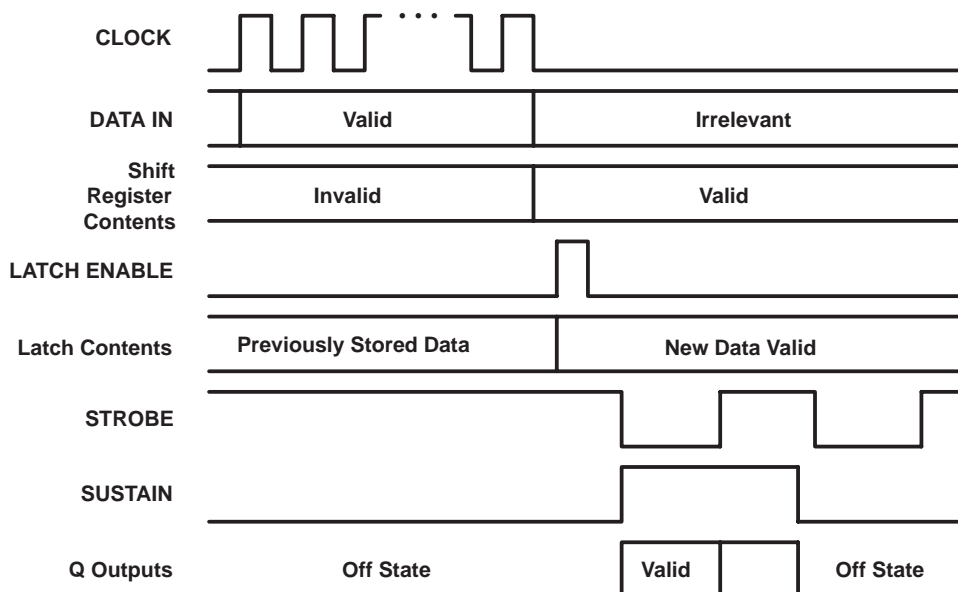 CLOCK
DATA IN
Valid
Irrelevant
Shift
Register
Contents
Invalid
Valid
LATCH ENABLE
Latch Contents
Previously Stored Data
New Data Valid
STROBE
SUSTAIN
Q Outputs
Off State
Valid
Off State